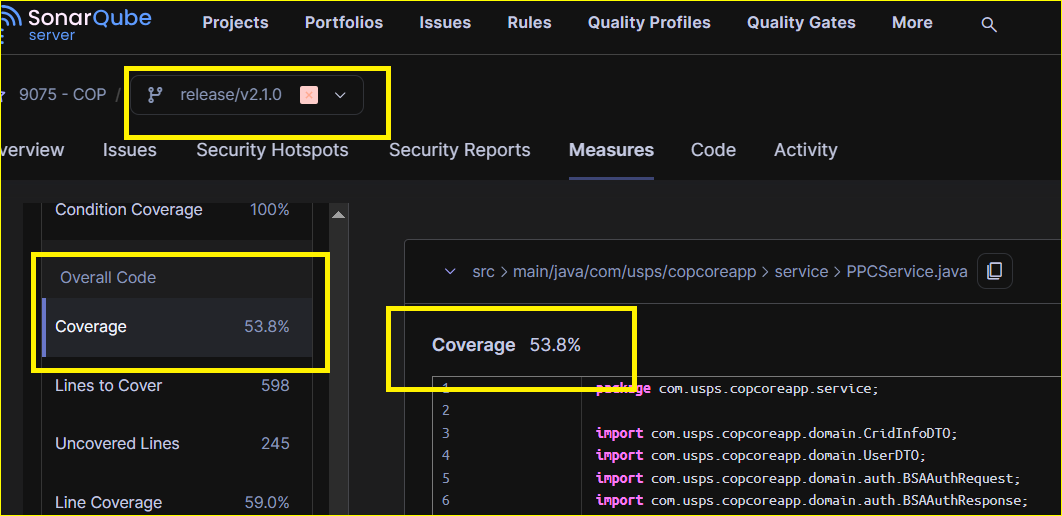 SonarQube
server
Projects Portfolios Issues Rules Quality Profiles Quality Gates More
9075 - COP / release/v2.1.0
verview Issues Security Hotspots Security Reports Measures Code Activity
Condition Coverage 100%
Overall Code
Coverage 53.8%
Lines to Cover 598
Uncovered Lines 245
Line Coverage 59.0%
src > main/java/com/usps/copcoreapp > service > PPCService.java
Coverage 53.8%
1 package com.usps.copcoreapp.service;
2
3 import com.usps.copcoreapp.domain.CridInfoDTO;
4 import com.usps.copcoreapp.domain.UserDTO;
5 import com.usps.copcoreapp.domain.auth.BSAAuthRequest;
6 import com.usps.copcoreapp.domain.auth.BSAAuthResponse;